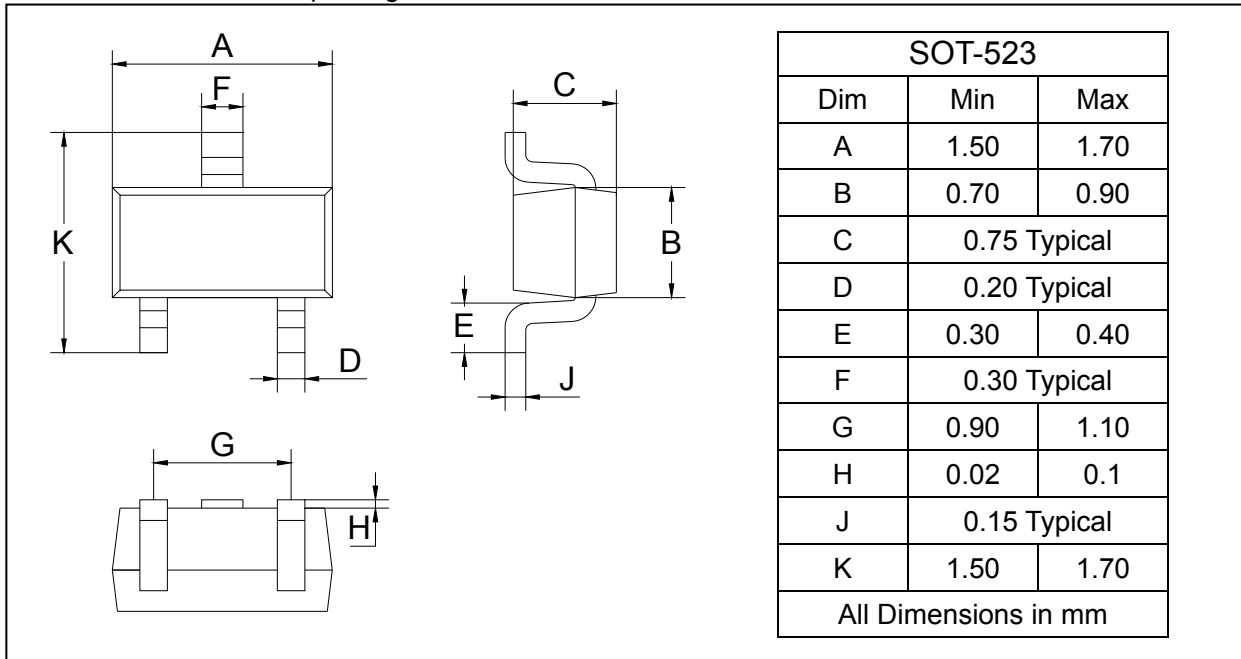 A
F
C
K
B
E
D
J
G
H
SOT-523
Dim Min Max
A 1.50 1.70
B 0.70 0.90
C 0.75 Typical
D 0.20 Typical
E 0.30 0.40
F 0.30 Typical
G 0.90 1.10
H 0.02 0.1
J 0.15 Typical
K 1.50 1.70
All Dimensions in mm